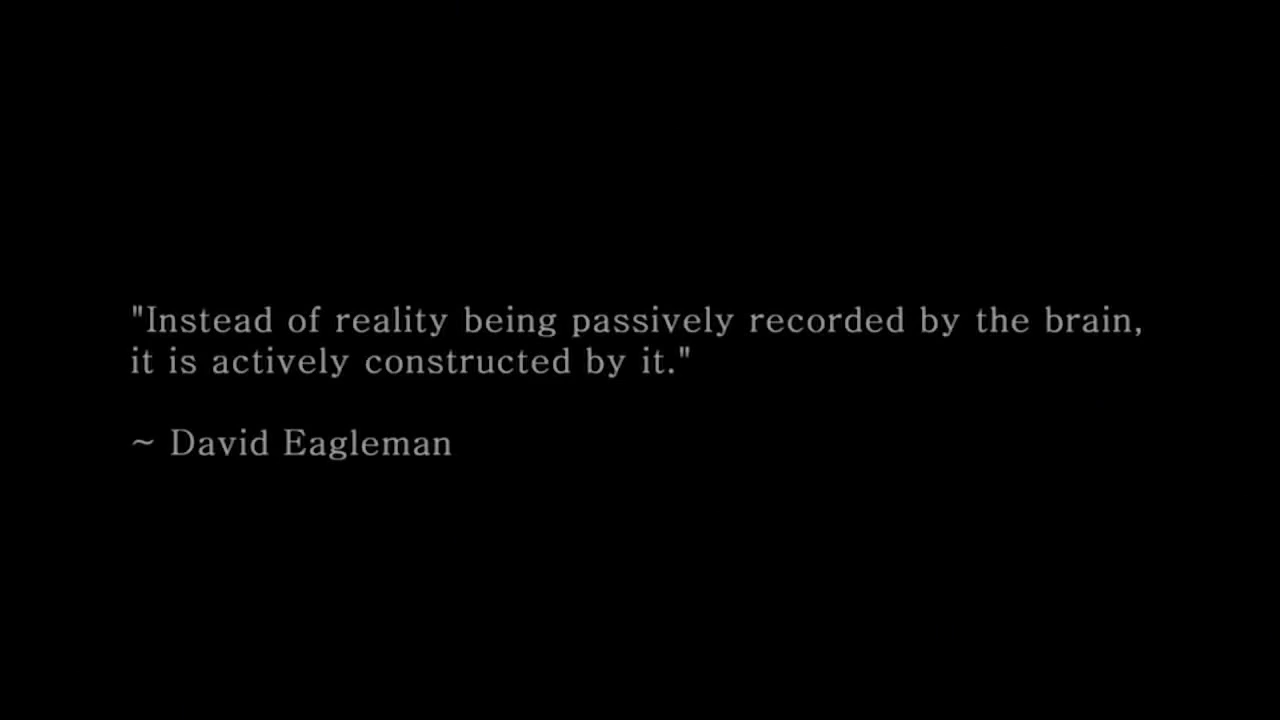 "Instead of reality being passively recorded by the brain,
it is actively constructed by it."
~ David Eagleman